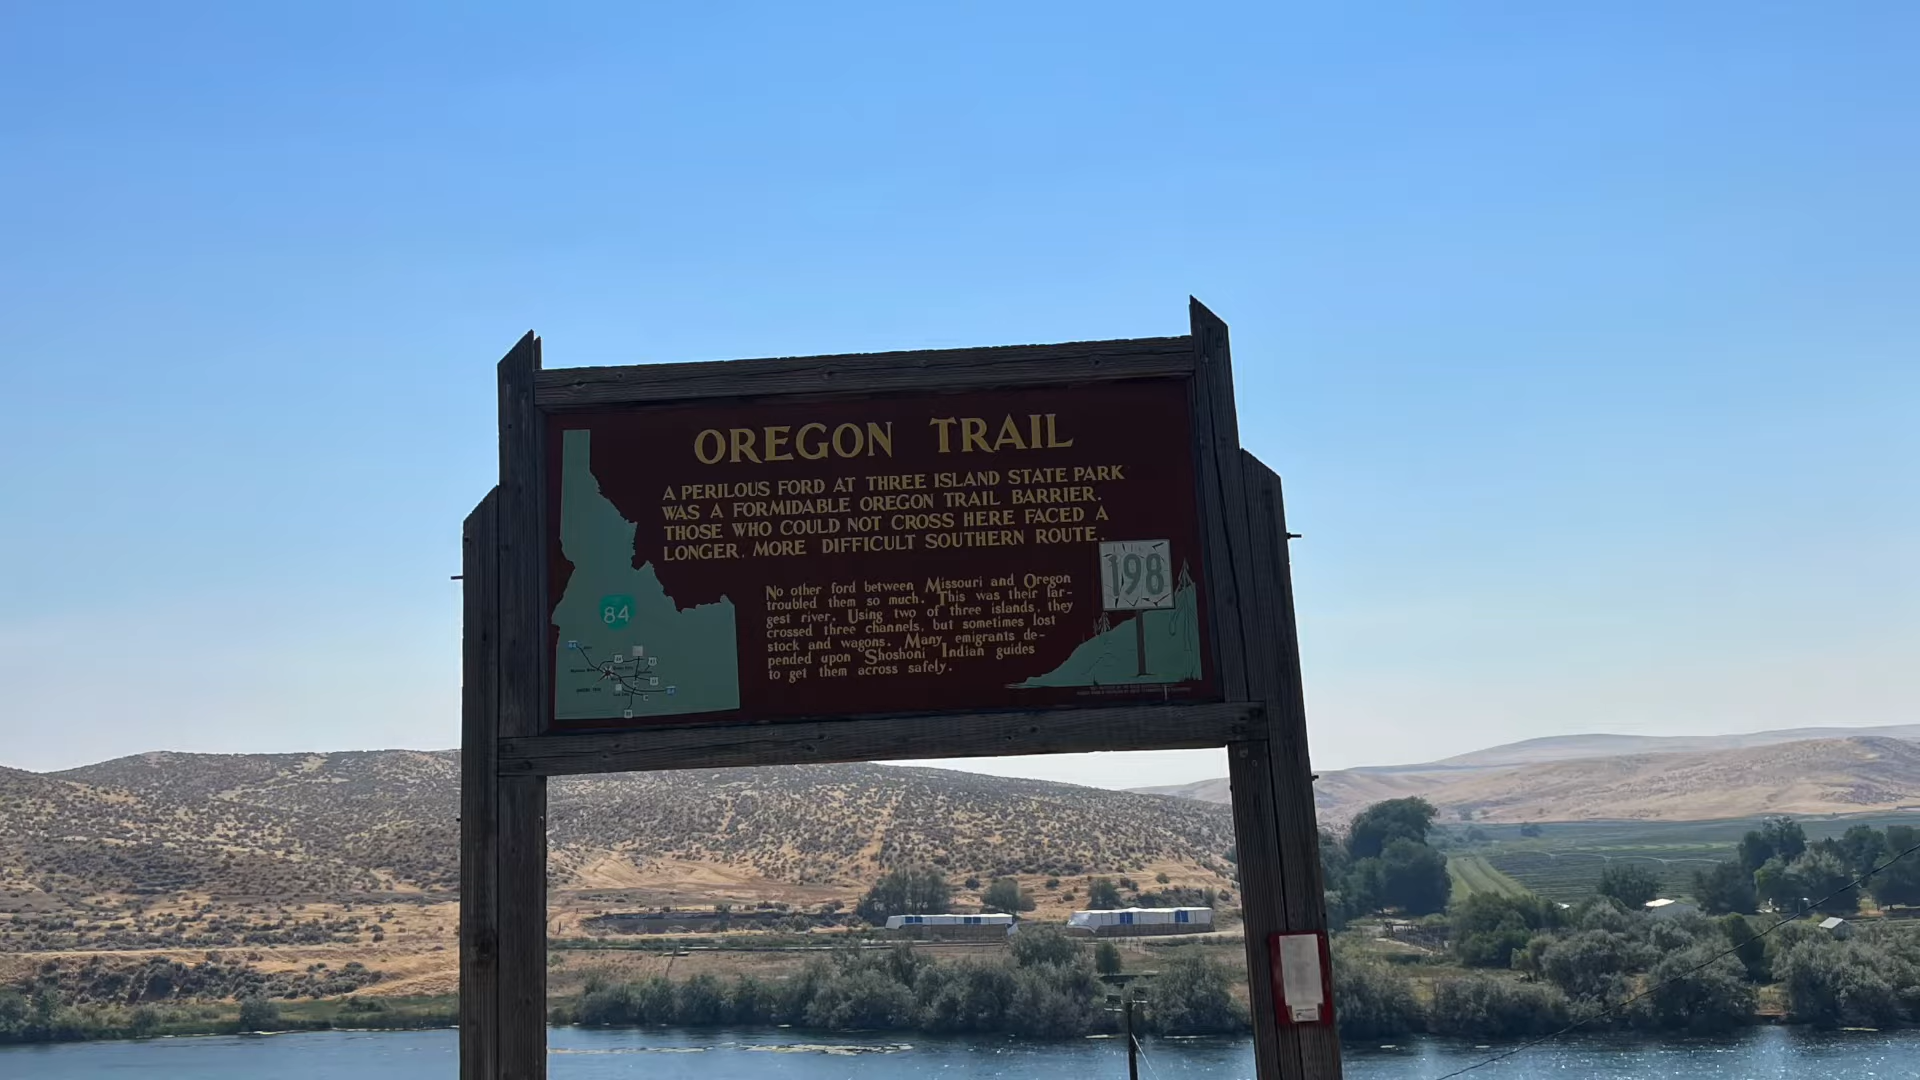 OREGON TRAIL
A PERILOUS FORD AT THREE ISLAND STATE PARK
WAS A FORMIDABLE OREGON TRAIL BARRIER.
THOSE WHO COULD NOT CROSS HERE FACED A
LONGER, MORE DIFFICULT SOUTHERN ROUTE.
198
No other ford between Missouri and Oregon
troubled them so much. This was their lar-
gest river. Using two of three islands, they
crossed three channels, but sometimes lost
stock and wagons. Many emigrants de-
pended upon Shoshoni Indian guides
to get them across safely.
84